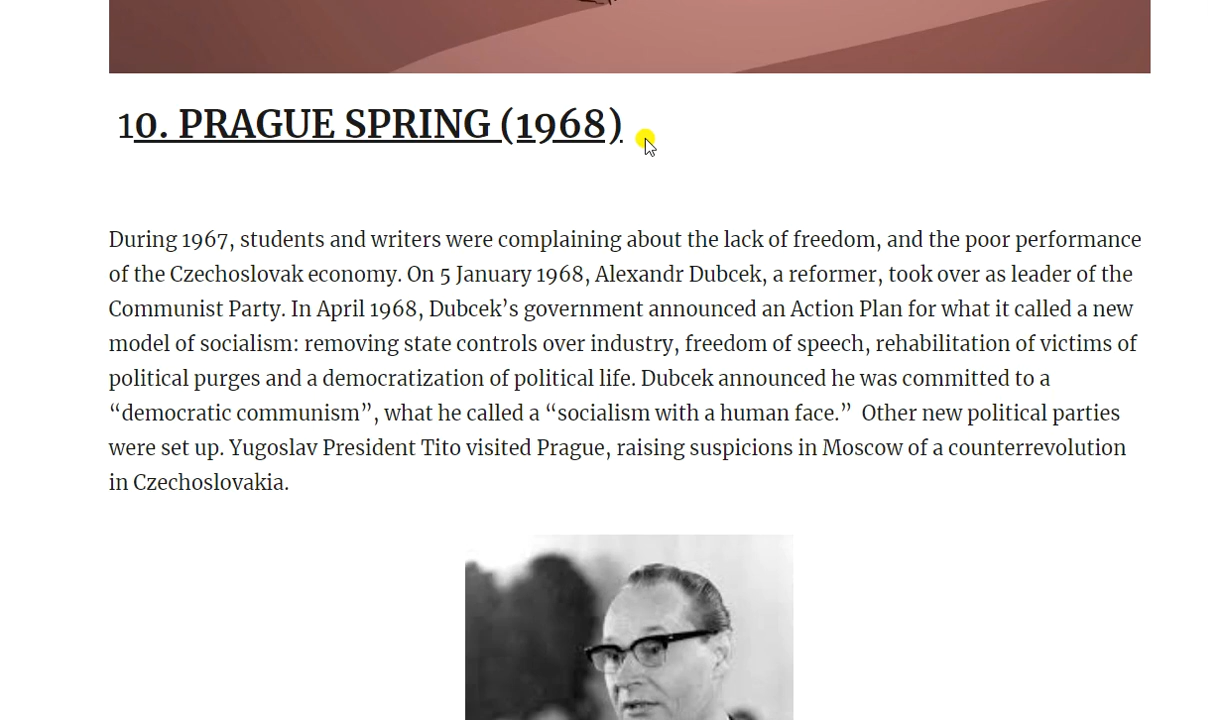 10. PRAGUE SPRING (1968)
During 1967, students and writers were complaining about the lack of freedom, and the poor performance
of the Czechoslovak economy. On 5 January 1968, Alexandr Dubcek, a reformer, took over as leader of the
Communist Party. In April 1968, Dubcek’s government announced an Action Plan for what it called a new
model of socialism: removing state controls over industry, freedom of speech, rehabilitation of victims of
political purges and a democratization of political life. Dubcek announced he was committed to a
“democratic communism”, what he called a “socialism with a human face.”  Other new political parties
were set up. Yugoslav President Tito visited Prague, raising suspicions in Moscow of a counterrevolution
in Czechoslovakia.